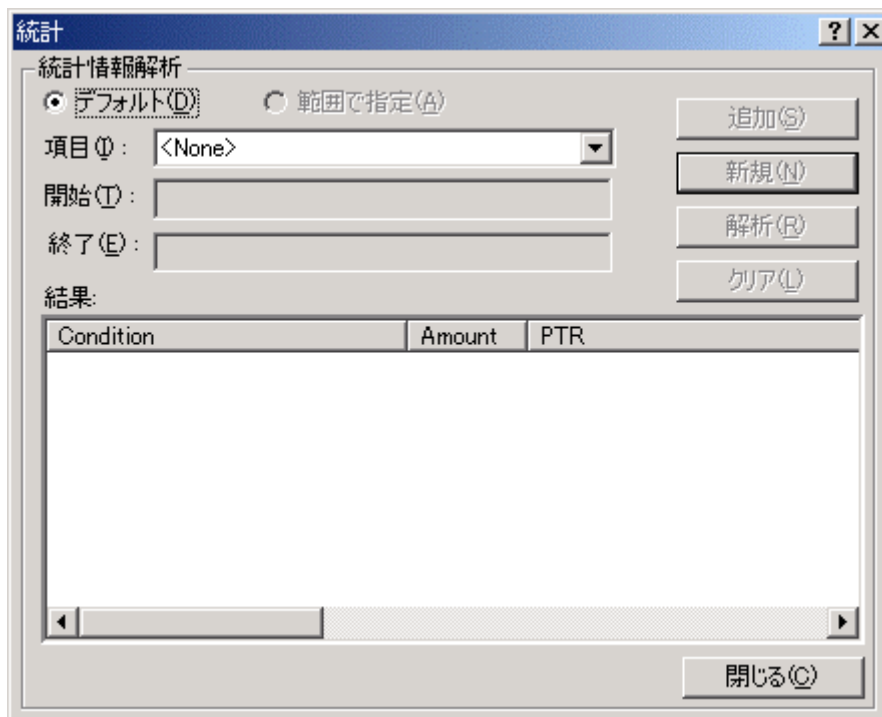 統計
統計情報解析
デフォルト(D) 範囲で指定(A)
追加(S)
項目(I): <None>
新規(N)
開始(T):
解析(R)
終了(E):
クリア(L)
結果:
Condition Amount PTR
閉じる(C)